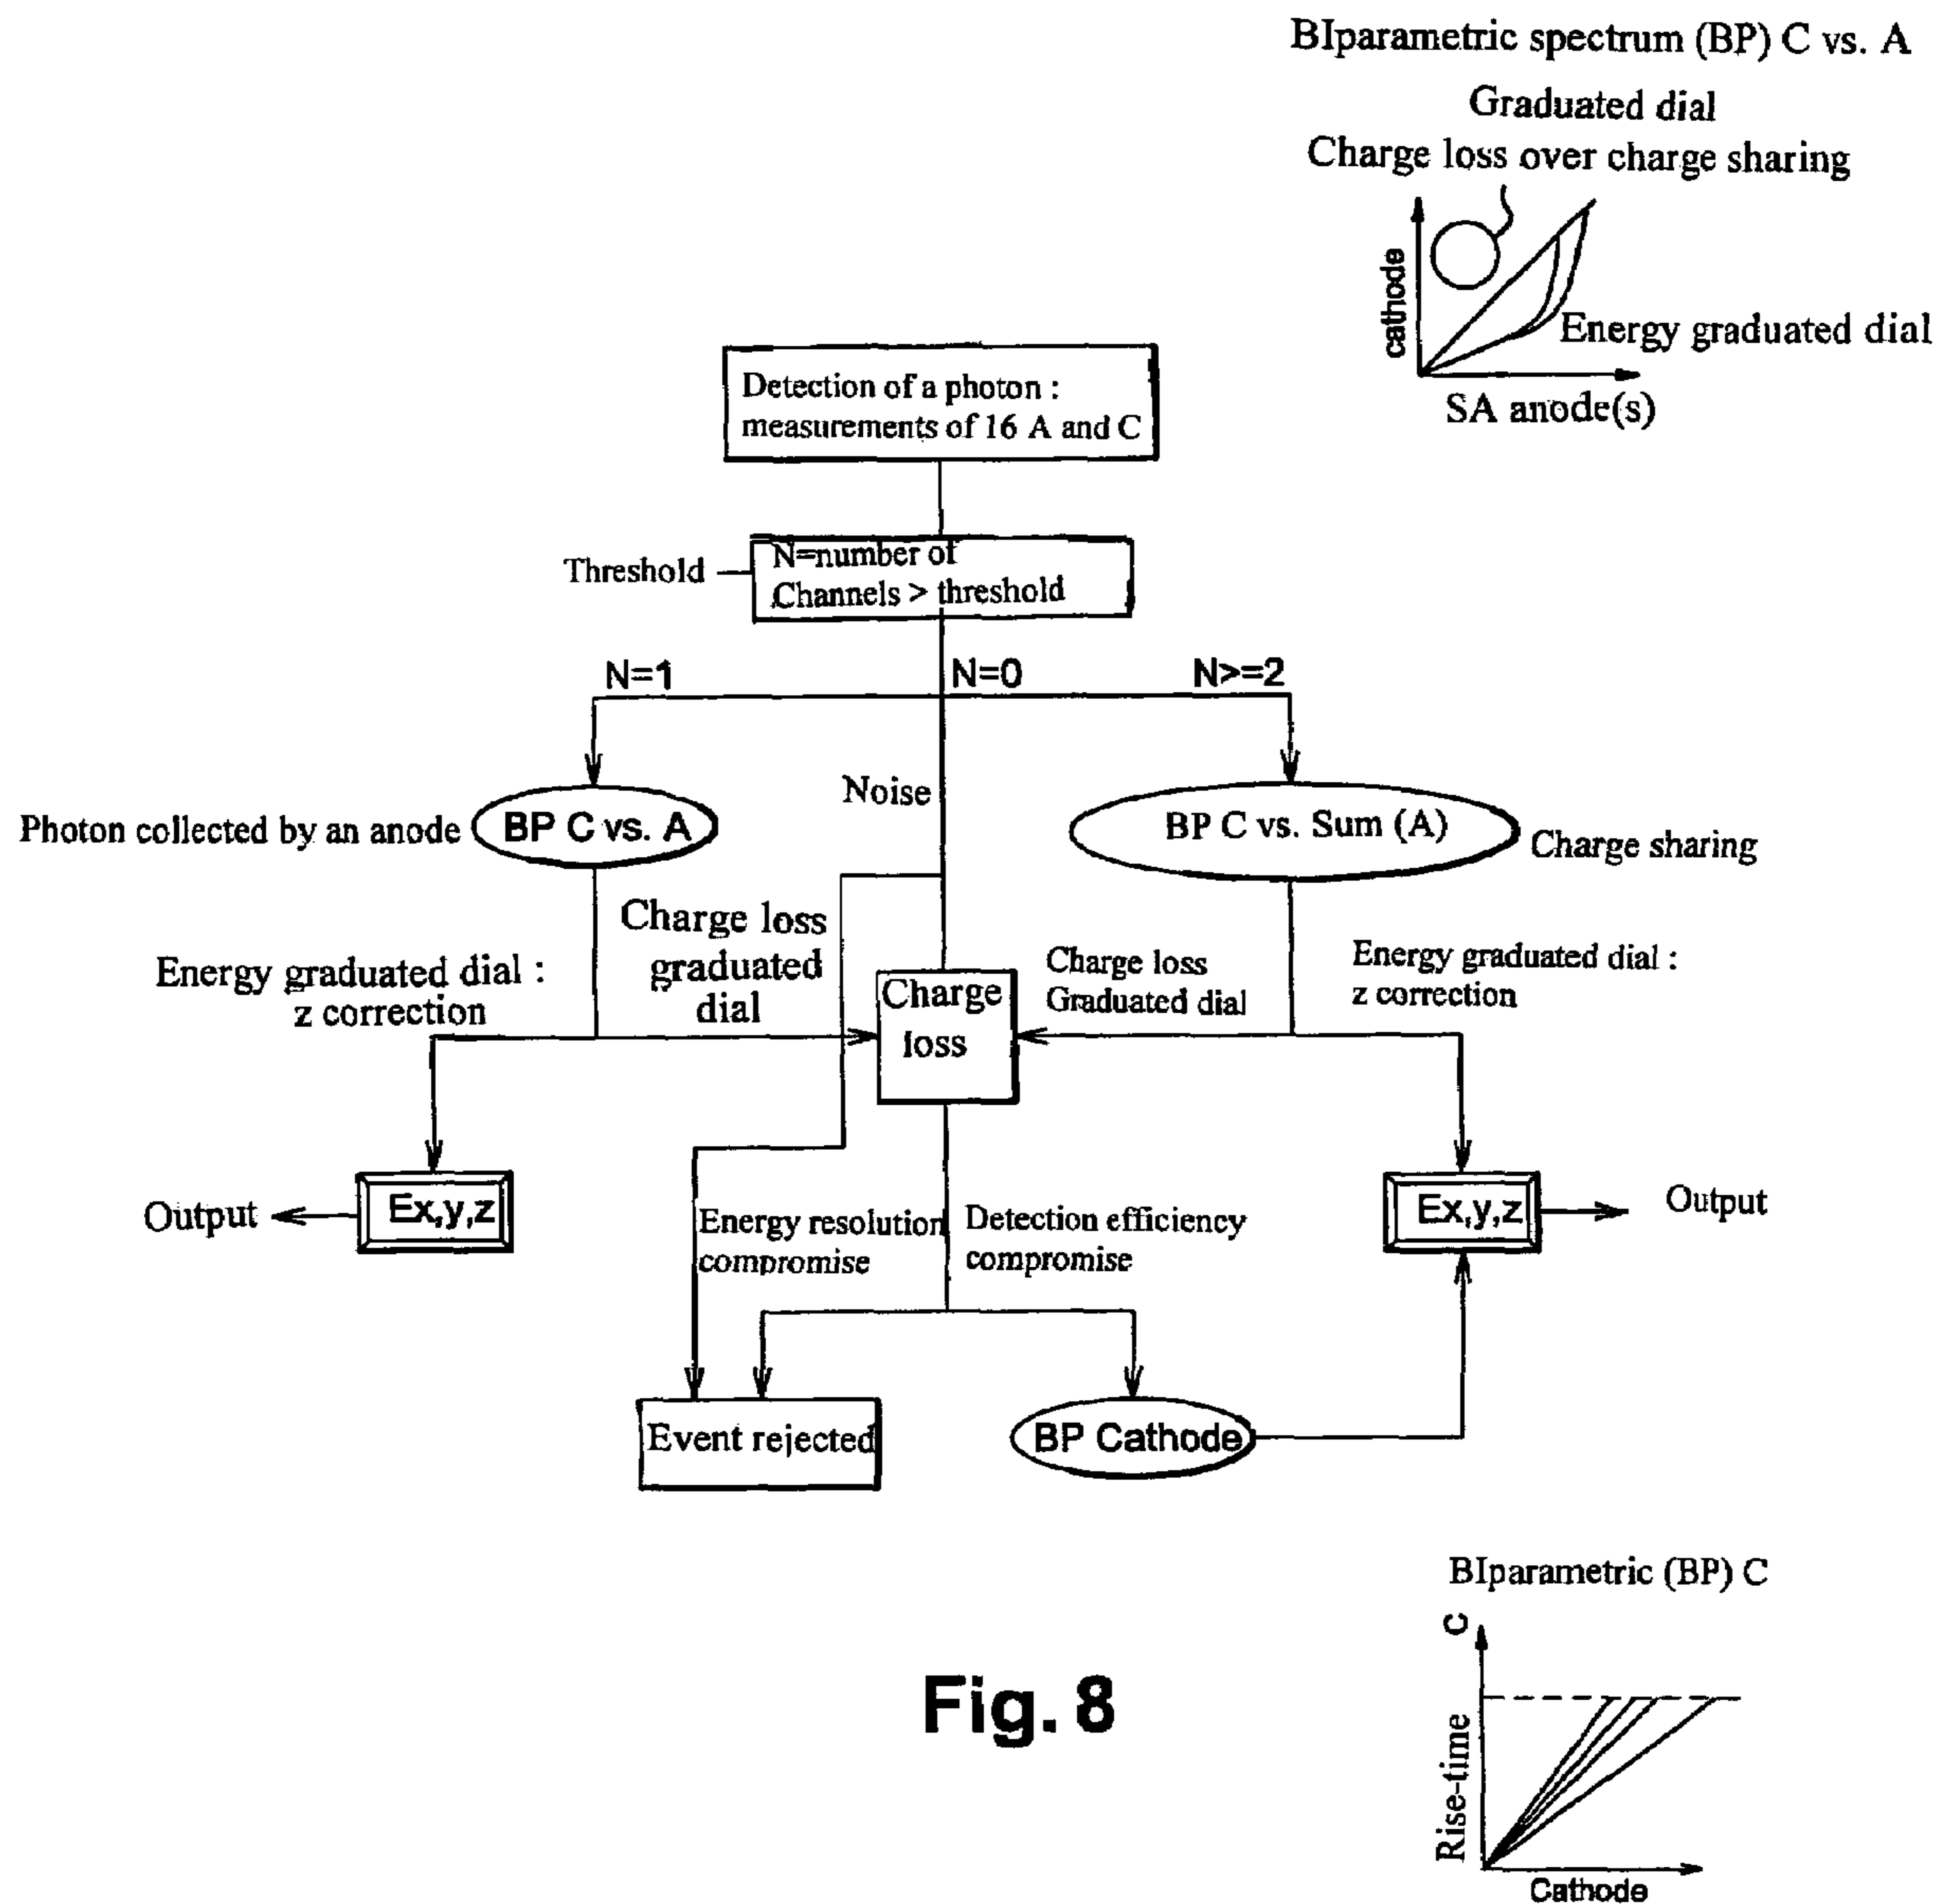 BIparametric spectrum (BP) C vs. A
Graduated dial
Charge loss over charge sharing
cathode
Energy graduated dial
SA anode(s)
Detection of a photon :
measurements of 16 A and C
Threshold
N=number of
Channels > threshold
N=1
N=0
N>=2
Noise
Photon collected by an anode
BP C vs. A
BP C vs. Sum (A)
Charge sharing
Charge loss
graduated
dial
Energy graduated dial :
z correction
Charge
loss
Charge loss
Graduated dial
Energy graduated dial :
z correction
Output
Ex,y,z
Energy resolution
compromise
Detection efficiency
compromise
Ex,y,z
Output
Event rejected
BP Cathode
BIparametric (BP) C
C
Rise-time
Cathode
Fig. 8